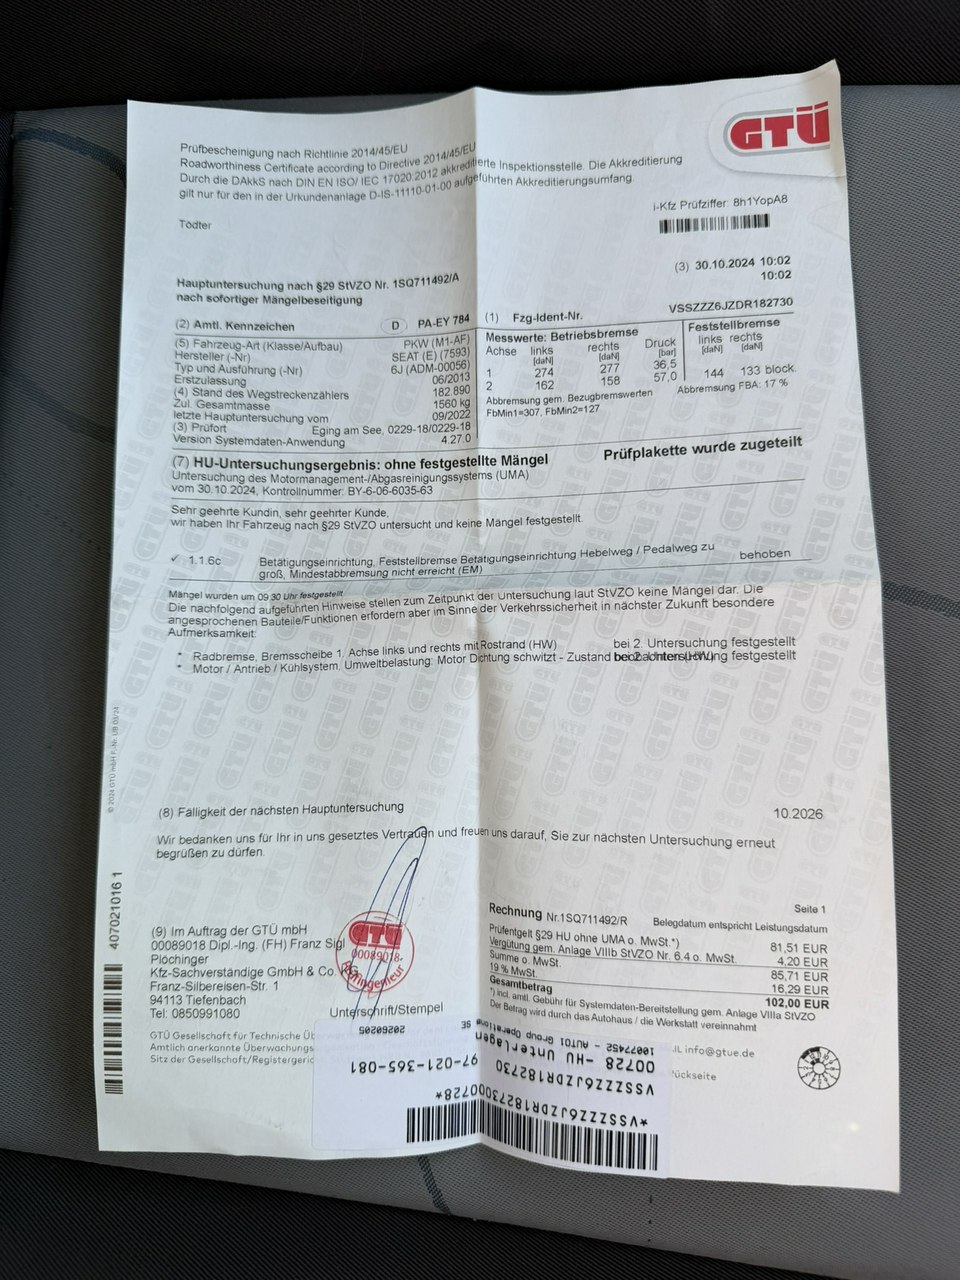 GTÜ
Prüfbescheinigung nach Richtlinie 2014/45/EU
Roadworthiness Certificate according to Directive 2014/45/EU
Durch die DAkkS nach DIN EN ISO/ IEC 17020:2012 akkreditierte Inspektionsstelle. Die Akkreditierung
gilt nur für den in der Urkundenanlage D-IS-11110-01-00 aufgeführten Akkreditierungsumfang.
i-Kfz Prüfziffer: 8h1YopA8
Tödter
(3) 30.10.2024 10:02
10:02
Hauptuntersuchung nach §29 StVZO Nr. 1SQ711492/A
nach sofortiger Mängelbeseitigung
(2) Amtl. Kennzeichen D PA-EY 784
(5) Fahrzeug-Art (Klasse/Aufbau) PKW (M1-AF)
Hersteller (-Nr) SEAT (E) (7593)
Typ und Ausführung (-Nr) 6J (ADM-00056)
Erstzulassung 06/2013
(4) Stand des Wegstreckenzählers 182.890
Zul. Gesamtmasse 1560 kg
letzte Hauptuntersuchung vom 09/2022
(3) Prüfort Eging am See, 0229-18/0229-18
Version Systemdaten-Anwendung 4.27.0
(1) Fzg-Ident-Nr. VSSZZZ6JZDR182730
Messwerte: Betriebsbremse Feststellbremse
Achse links rechts Druck links rechts
[daN] [daN] [bar] [daN] [daN]
1 274 277 36,5
2 162 158 57,0 144 133 block.
Abbremsung gem. Bezugbremswerten Abbremsung FBA: 17 %
FbMin1=307, FbMin2=127
(7) HU-Untersuchungsergebnis: ohne festgestellte Mängel Prüfplakette wurde zugeteilt
Untersuchung des Motormanagement-/Abgasreinigungssystems (UMA)
vom 30.10.2024, Kontrollnummer: BY-6-06-6035-63
Sehr geehrte Kundin, sehr geehrter Kunde,
wir haben Ihr Fahrzeug nach §29 StVZO untersucht und keine Mängel festgestellt.
✓ 1.1.6c Betätigungseinrichtung, Feststellbremse Betätigungseinrichtung Hebelweg / Pedalweg zu behoben
groß, Mindestabbremsung nicht erreicht (EM)
Mängel wurden um 09:30 Uhr festgestellt
Die nachfolgend aufgeführten Hinweise stellen zum Zeitpunkt der Untersuchung laut StVZO keine Mängel dar. Die
angesprochenen Bauteile/Funktionen erfordern aber im Sinne der Verkehrssicherheit in nächster Zukunft besondere
Aufmerksamkeit:
* Radbremse, Bremsscheibe 1. Achse links und rechts mit Rostrand (HW) bei 2. Untersuchung festgestellt
* Motor / Antrieb / Kühlsystem, Umweltbelastung: Motor Dichtung schwitzt - Zustand beobachten (HW) bei 2. Untersuchung festgestellt
(8) Fälligkeit der nächsten Hauptuntersuchung 10.2026
Wir bedanken uns für Ihr in uns gesetztes Vertrauen und freuen uns darauf, Sie zur nächsten Untersuchung erneut
begrüßen zu dürfen.
407021016 1
(9) Im Auftrag der GTÜ mbH
00089018 Dipl.-Ing. (FH) Franz Sigl
Plöchinger
Kfz-Sachverständige GmbH & Co.
Franz-Silbereisen-Str. 1
94113 Tiefenbach
Tel: 0850991080
GTÜ
-00089018-
Prüfingenieur
Unterschrift/Stempel
Seite 1
Rechnung Nr.1SQ711492/R Belegdatum entspricht Leistungsdatum
Prüfentgelt §29 HU ohne UMA o. MwSt.*) 81,51 EUR
Vergütung gem. Anlage VIIIb StVZO Nr. 6.4 o. MwSt. 4,20 EUR
Summe o. MwSt. 85,71 EUR
19 % MwSt. 16,29 EUR
Gesamtbetrag 102,00 EUR
*) incl. amtl. Gebühr für Systemdaten-Bereitstellung gem. Anlage VIIIa StVZO
Der Betrag wird durch das Autohaus / die Werkstatt vereinnahmt
GTÜ Gesellschaft für Technische Üb
Amtlich anerkannte Überwachungs
Sitz der Gesellschaft/Registergeric
info@gtue.de
ückseite
*VSSZZZ6JZDR18273000728*
VSSZZZ6JZDR182730
00728 -HU- Unterlagen 97-021-365-081
10077452 - AUTO1 Group Operations SE 20260205